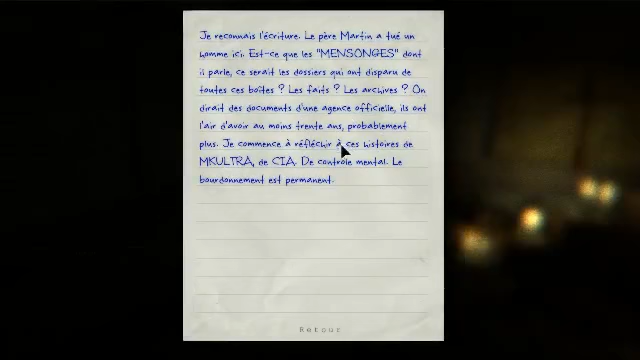 Je reconnais l'écriture. Le père Martin a tué un
homme ici. Est-ce que les "MENSONGES" dont
il parle, ce serait les dossiers qui ont disparu de
toutes ces boîtes ? Les faits ? Les archives ? On
dirait des documents d'une agence officielle, ils ont
l'air d'avoir au moins trente ans, probablement
plus. Je commence à réfléchir à ces histoires de
MKULTRA, de CIA. De contrôle mental. Le
bourdonnement est permanent.
Retour